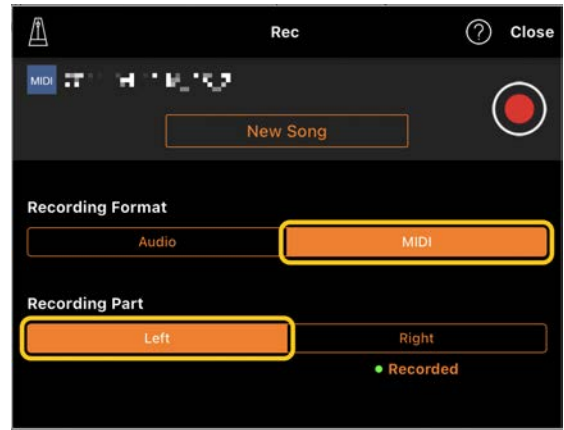 Rec
Close
MIDI
New Song
Recording Format
Audio
MIDI
Recording Part
Left
Right
Recorded